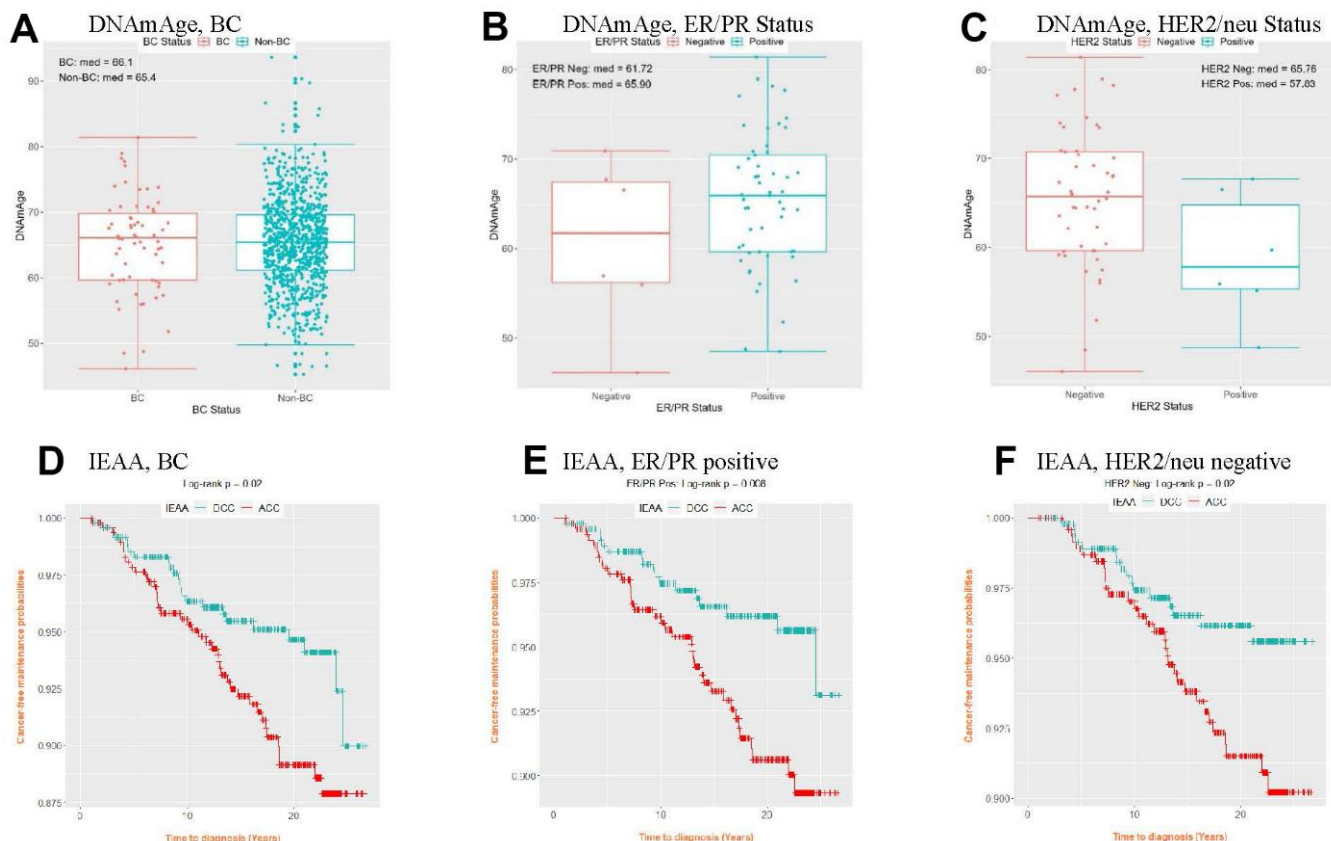 A DNAmAge, BC
BC Status BC Non-BC
BC: med = 66.1
Non-BC: med = 65.4
DNAmAge
90
80
70
60
50
BC Non-BC
BC Status
B DNAmAge, ER/PR Status
ER/PR Status Negative Positive
ER/PR Neg: med = 61.72
ER/PR Pos: med = 65.90
DNAmAge
80
70
60
50
Negative Positive
ER/PR Status
C DNAmAge, HER2/neu Status
HER2 Status Negative Positive
HER2 Neg: med = 65.76
HER2 Pos: med = 57.83
DNAmAge
80
70
60
50
Negative Positive
HER2 Status
D IEAA, BC
Log-rank p = 0.02
IEAA DCC ACC
Cancer-free maintenance probabilities
1.000
0.975
0.950
0.925
0.900
0.875
0 10 20
Time to diagnosis (Years)
E IEAA, ER/PR positive
ER/PR Pos: Log-rank p = 0.008
IEAA DCC ACC
Cancer-free maintenance probabilities
1.000
0.975
0.950
0.925
0.900
0 10 20
Time to diagnosis (Years)
F IEAA, HER2/neu negative
HER2 Neg: Log-rank p = 0.02
IEAA DCC ACC
Cancer-free maintenance probabilities
1.000
0.975
0.950
0.925
0.900
0 10 20
Time to diagnosis (Years)